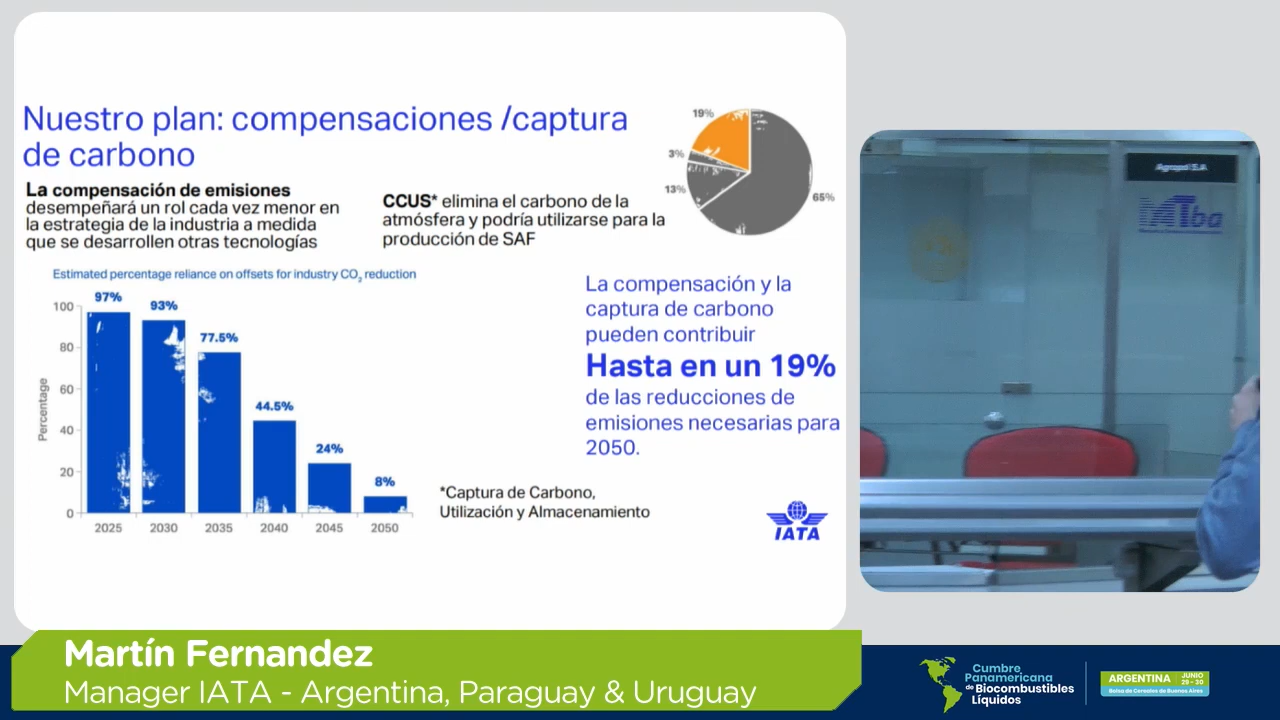 Nuestro plan: compensaciones /captura
de carbono
La compensación de emisiones
desempeñará un rol cada vez menor en
la estrategia de la industria a medida
que se desarrollen otras tecnologías
CCUS* elimina el carbono de la
atmósfera y podría utilizarse para la
producción de SAF
19%
3%
13%
65%
Estimated percentage reliance on offsets for industry CO₂ reduction
Percentage
100
80
60
40
20
0
97%
93%
77.5%
44.5%
24%
8%
2025
2030
2035
2040
2045
2050
La compensación y la
captura de carbono
pueden contribuir
Hasta en un 19%
de las reducciones de
emisiones necesarias para
2050.
*Captura de Carbono,
Utilización y Almacenamiento
IATA
Agropol S.A
MATba
Martín Fernandez
Manager IATA - Argentina, Paraguay & Uruguay
Cumbre
Panamericana
de Biocombustibles
Líquidos
ARGENTINA
JUNIO
29 - 30
Bolsa de Cereales de Buenos Aires